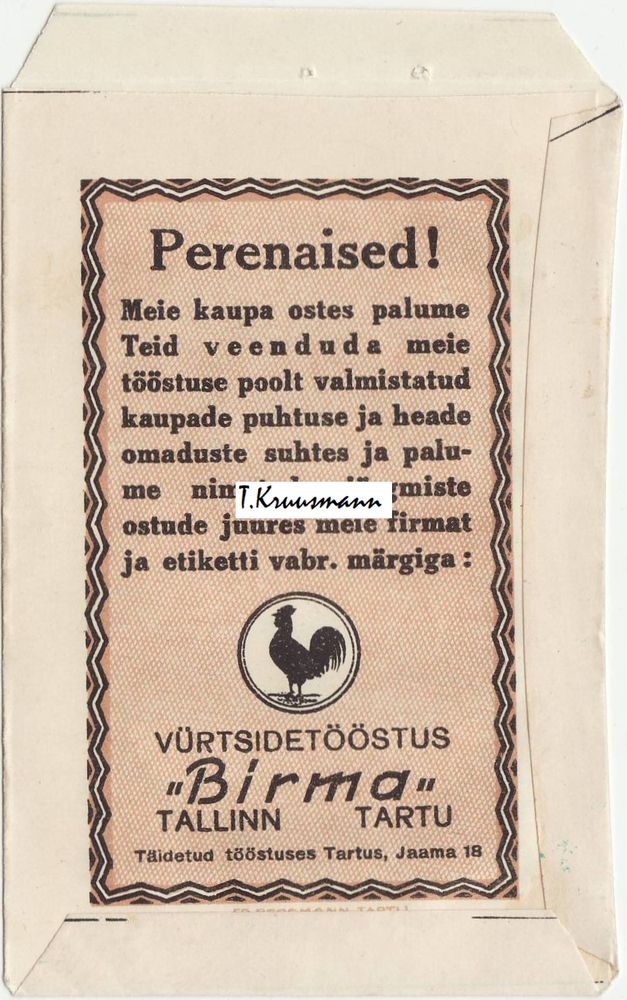 Perenaised!
Meie kaupa ostes palume
Teid veenduda meie
tööstuse poolt valmistatud
kaupade puhtuse ja heade
omaduste suhtes ja palu-
me
T.Kruusmann
ostude juures meie firmat
ja etiketti vabr. märgiga:
VÜRTSIDETÖÖSTUS
„Birma"
TALLINN TARTU
Täidetud tööstuses Tartus, Jaama 18